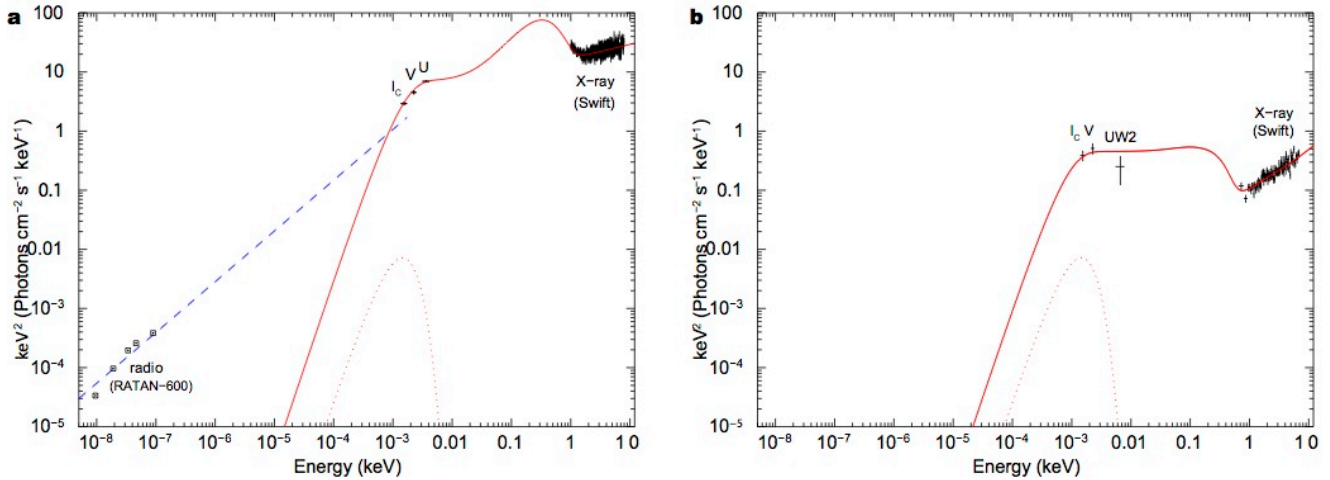 a
keV² (Photons cm⁻² s⁻¹ keV⁻¹)
100
10
1
0.1
0.01
10⁻³
10⁻⁴
10⁻⁵
I_C V U
X−ray
(Swift)
radio
(RATAN−600)
10⁻⁸ 10⁻⁷ 10⁻⁶ 10⁻⁵ 10⁻⁴ 10⁻³ 0.01 0.1 1 10
Energy (keV)
b
keV² (Photons cm⁻² s⁻¹ keV⁻¹)
100
10
1
0.1
0.01
10⁻³
10⁻⁴
10⁻⁵
I_C V UW2
X−ray
(Swift)
10⁻⁸ 10⁻⁷ 10⁻⁶ 10⁻⁵ 10⁻⁴ 10⁻³ 0.01 0.1 1 10
Energy (keV)